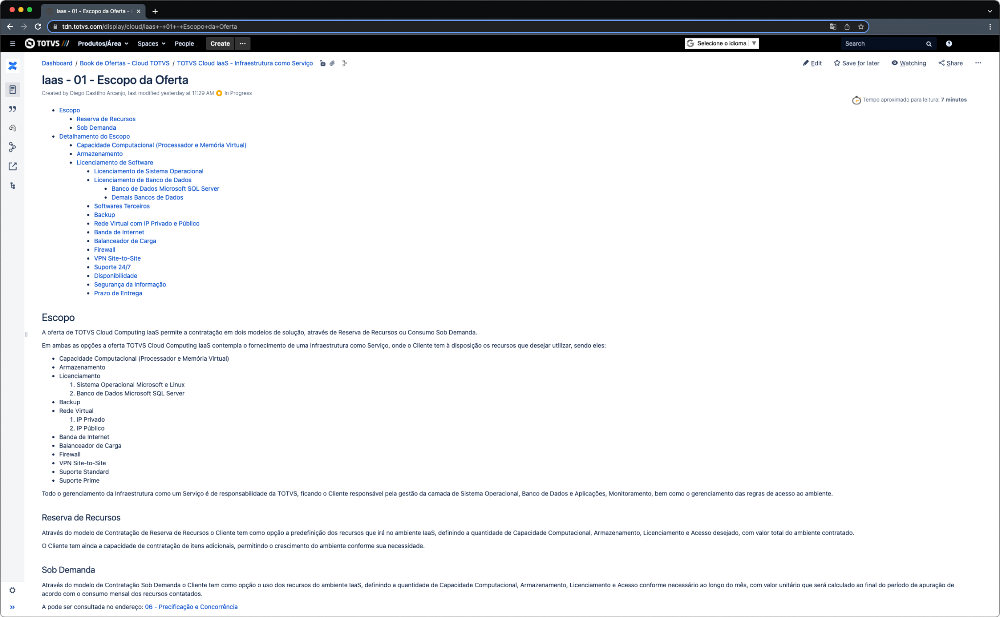 Iaas - 01 - Escopo da Oferta -
tdn.totvs.com/display/cloud/Iaas+-+01+-+Escopo+da+Oferta
TOTVS Produtos/Área Spaces People Create ··· Selecione o idioma ▼ Search
Dashboard / Book de Ofertas - Cloud TOTVS / TOTVS Cloud IaaS - Infraestrutura como Serviço Edit Save for later Watching Share ···
Iaas - 01 - Escopo da Oferta
Created by Diego Castilho Arcanjo, last modified yesterday at 11:29 AM In Progress
Tempo aproximado para leitura: 7 minutos
• Escopo
• Reserva de Recursos
• Sob Demanda
• Detalhamento do Escopo
• Capacidade Computacional (Processador e Memória Virtual)
• Armazenamento
• Licenciamento de Software
• Licenciamento de Sistema Operacional
• Licenciamento de Banco de Dados
• Banco de Dados Microsoft SQL Server
• Demais Bancos de Dados
• Softwares Terceiros
• Backup
• Rede Virtual com IP Privado e Público
• Banda de Internet
• Balanceador de Carga
• Firewall
• VPN Site-to-Site
• Suporte 24/7
• Disponibilidade
• Segurança da Informação
• Prazo de Entrega
Escopo
A oferta de TOTVS Cloud Computing IaaS permite a contratação em dois modelos de solução, através de Reserva de Recursos ou Consumo Sob Demanda.
Em ambas as opções a oferta TOTVS Cloud Computing IaaS contempla o fornecimento de uma Infraestrutura como Serviço, onde o Cliente tem à disposição os recursos que desejar utilizar, sendo eles:
• Capacidade Computacional (Processador e Memória Virtual)
• Armazenamento
• Licenciamento
1. Sistema Operacional Microsoft e Linux
2. Banco de Dados Microsoft SQL Server
• Backup
• Rede Virtual
1. IP Privado
2. IP Público
• Banda de Internet
• Balanceador de Carga
• Firewall
• VPN Site-to-Site
• Suporte Standard
• Suporte Prime
Todo o gerenciamento da Infraestrutura como um Serviço é de responsabilidade da TOTVS, ficando o Cliente responsável pela gestão da camada de Sistema Operacional, Banco de Dados e Aplicações, Monitoramento, bem como o gerenciamento das regras de acesso ao ambiente.
Reserva de Recursos
Através do modelo de Contratação de Reserva de Recursos o Cliente tem como opção a predefinição dos recursos que irá no ambiente IaaS, definindo a quantidade de Capacidade Computacional, Armazenamento, Licenciamento e Acesso desejado, com valor total do ambiente contratado.
O Cliente tem ainda a capacidade de contratação de itens adicionais, permitindo o crescimento do ambiente conforme sua necessidade.
Sob Demanda
Através do modelo de Contratação Sob Demanda o Cliente tem como opção o uso dos recursos do ambiente IaaS, definindo a quantidade de Capacidade Computacional, Armazenamento, Licenciamento e Acesso conforme necessário ao longo do mês, com valor unitário que será calculado ao final do período de apuração de
acordo com o consumo mensal dos recursos contatados.
A pode ser consultada no endereço: 06 - Precificação e Concorrência